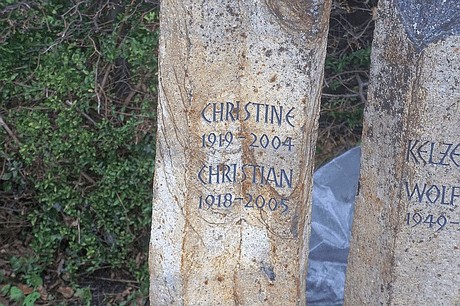 CHRISTINE
1919-2004
CHRISTIAN
1918-2005
KELZE
WOLF
1949-